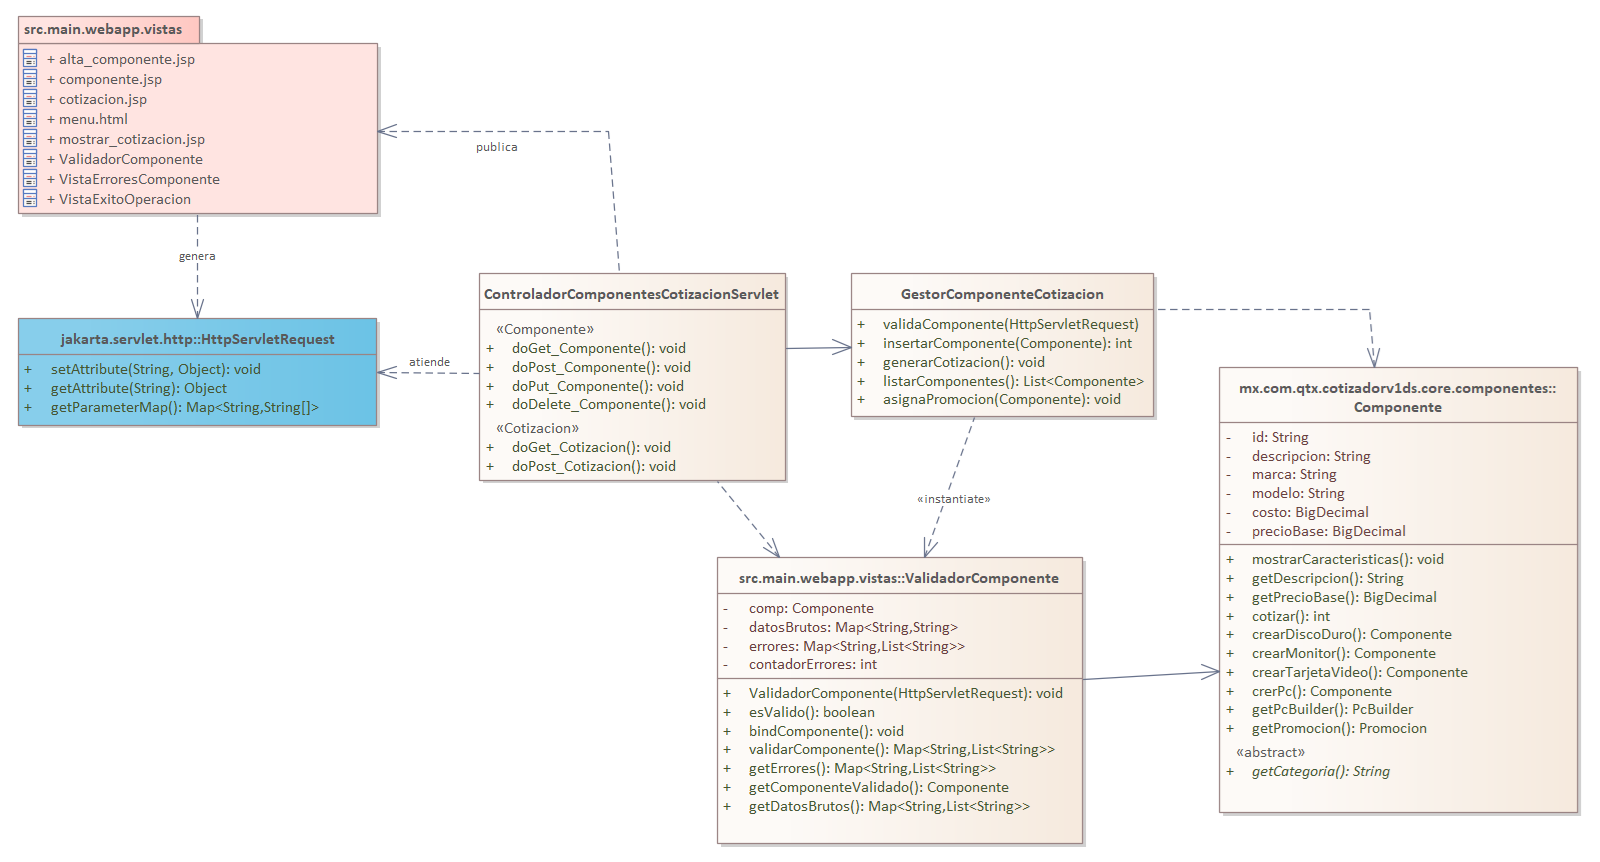 src.main.webapp.vistas
+ alta_componente.jsp
+ componente.jsp
+ cotizacion.jsp
+ menu.html
+ mostrar_cotizacion.jsp
+ ValidadorComponente
+ VistaErroresComponente
+ VistaExitoOperacion
publica
genera
jakarta.servlet.http::HttpServletRequest
+ setAttribute(String, Object): void
+ getAttribute(String): Object
+ getParameterMap(): Map<String,String[]>
atiende
ControladorComponentesCotizacionServlet
«Componente»
+ doGet_Componente(): void
+ doPost_Componente(): void
+ doPut_Componente(): void
+ doDelete_Componente(): void
«Cotizacion»
+ doGet_Cotizacion(): void
+ doPost_Cotizacion(): void
GestorComponenteCotizacion
+ validaComponente(HttpServletRequest)
+ insertarComponente(Componente): int
+ generarCotizacion(): void
+ listarComponentes(): List<Componente>
+ asignaPromocion(Componente): void
«instantiate»
src.main.webapp.vistas::ValidadorComponente
- comp: Componente
- datosBrutos: Map<String,String>
- errores: Map<String,List<String>>
- contadorErrores: int
+ ValidadorComponente(HttpServletRequest): void
+ esValido(): boolean
+ bindComponente(): void
+ validarComponente(): Map<String,List<String>>
+ getErrores(): Map<String,List<String>>
+ getComponenteValidado(): Componente
+ getDatosBrutos(): Map<String,List<String>>
mx.com.qtx.cotizadorv1ds.core.componentes::
Componente
- id: String
- descripcion: String
- marca: String
- modelo: String
- costo: BigDecimal
- precioBase: BigDecimal
+ mostrarCaracteristicas(): void
+ getDescripcion(): String
+ getPrecioBase(): BigDecimal
+ cotizar(): int
+ crearDiscoDuro(): Componente
+ crearMonitor(): Componente
+ crearTarjetaVideo(): Componente
+ crerPc(): Componente
+ getPcBuilder(): PcBuilder
+ getPromocion(): Promocion
«abstract»
+ getCategoria(): String